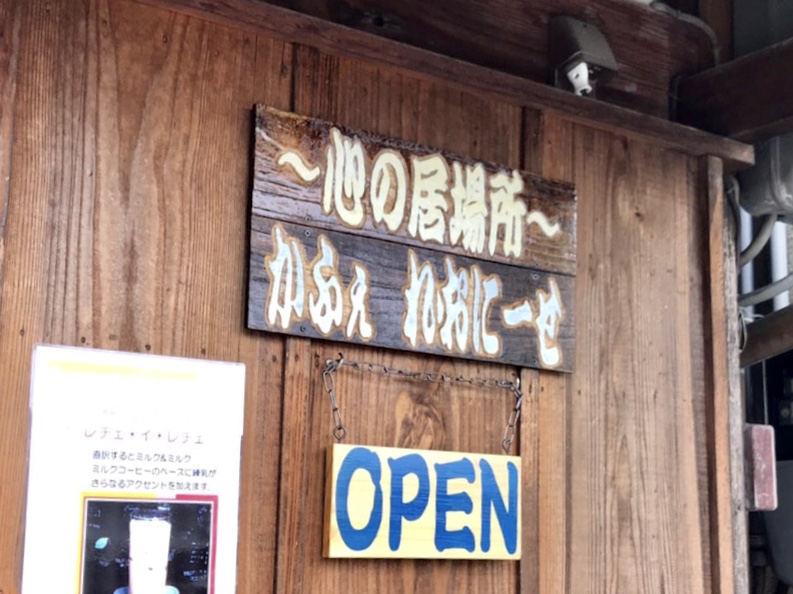 ～心の居場所～
かふぇ れおにーせ
OPEN
レチェ・イ・レチェ
直訳するとミルク&ミルク
ミルクコーヒーのベースに練乳が
さらなるアクセントを加えます